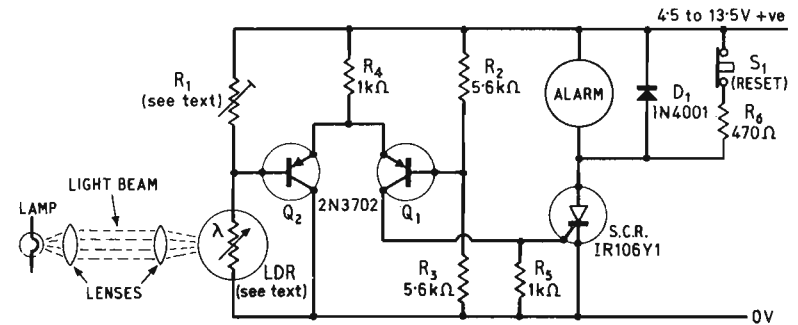 4·5 to 13·5V +ve
R1
(see text)
R4
1kΩ
R2
5·6kΩ
ALARM
D1
1N4001
S1
(RESET)
R6
470Ω
LIGHT BEAM
LAMP
LENSES
λ
LDR
(see text)
Q2
2N3702
Q1
S.C.R.
IR106Y1
R3
5·6kΩ
R5
1kΩ
0V